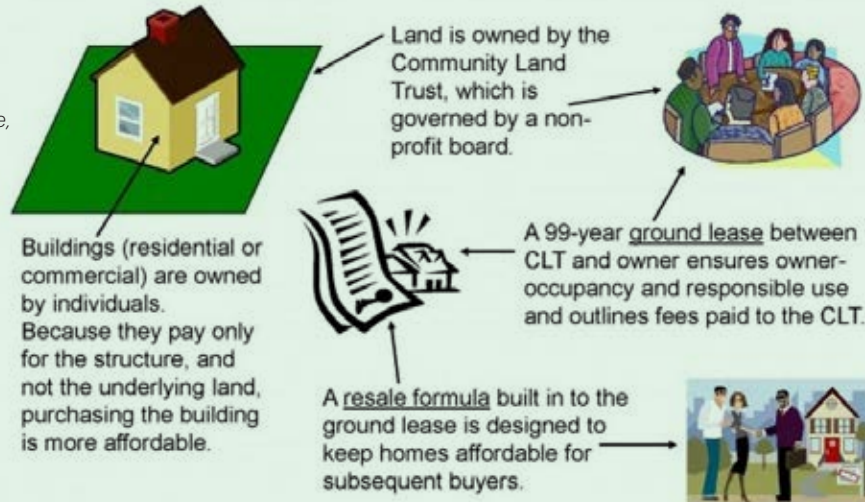 e,
Land is owned by the
Community Land
Trust, which is
governed by a non-
profit board.
Buildings (residential or
commercial) are owned
by individuals.
Because they pay only
for the structure, and
not the underlying land,
purchasing the building
is more affordable.
A 99-year ground lease between
CLT and owner ensures owner-
occupancy and responsible use
and outlines fees paid to the CLT.
A resale formula built in to the
ground lease is designed to
keep homes affordable for
subsequent buyers.